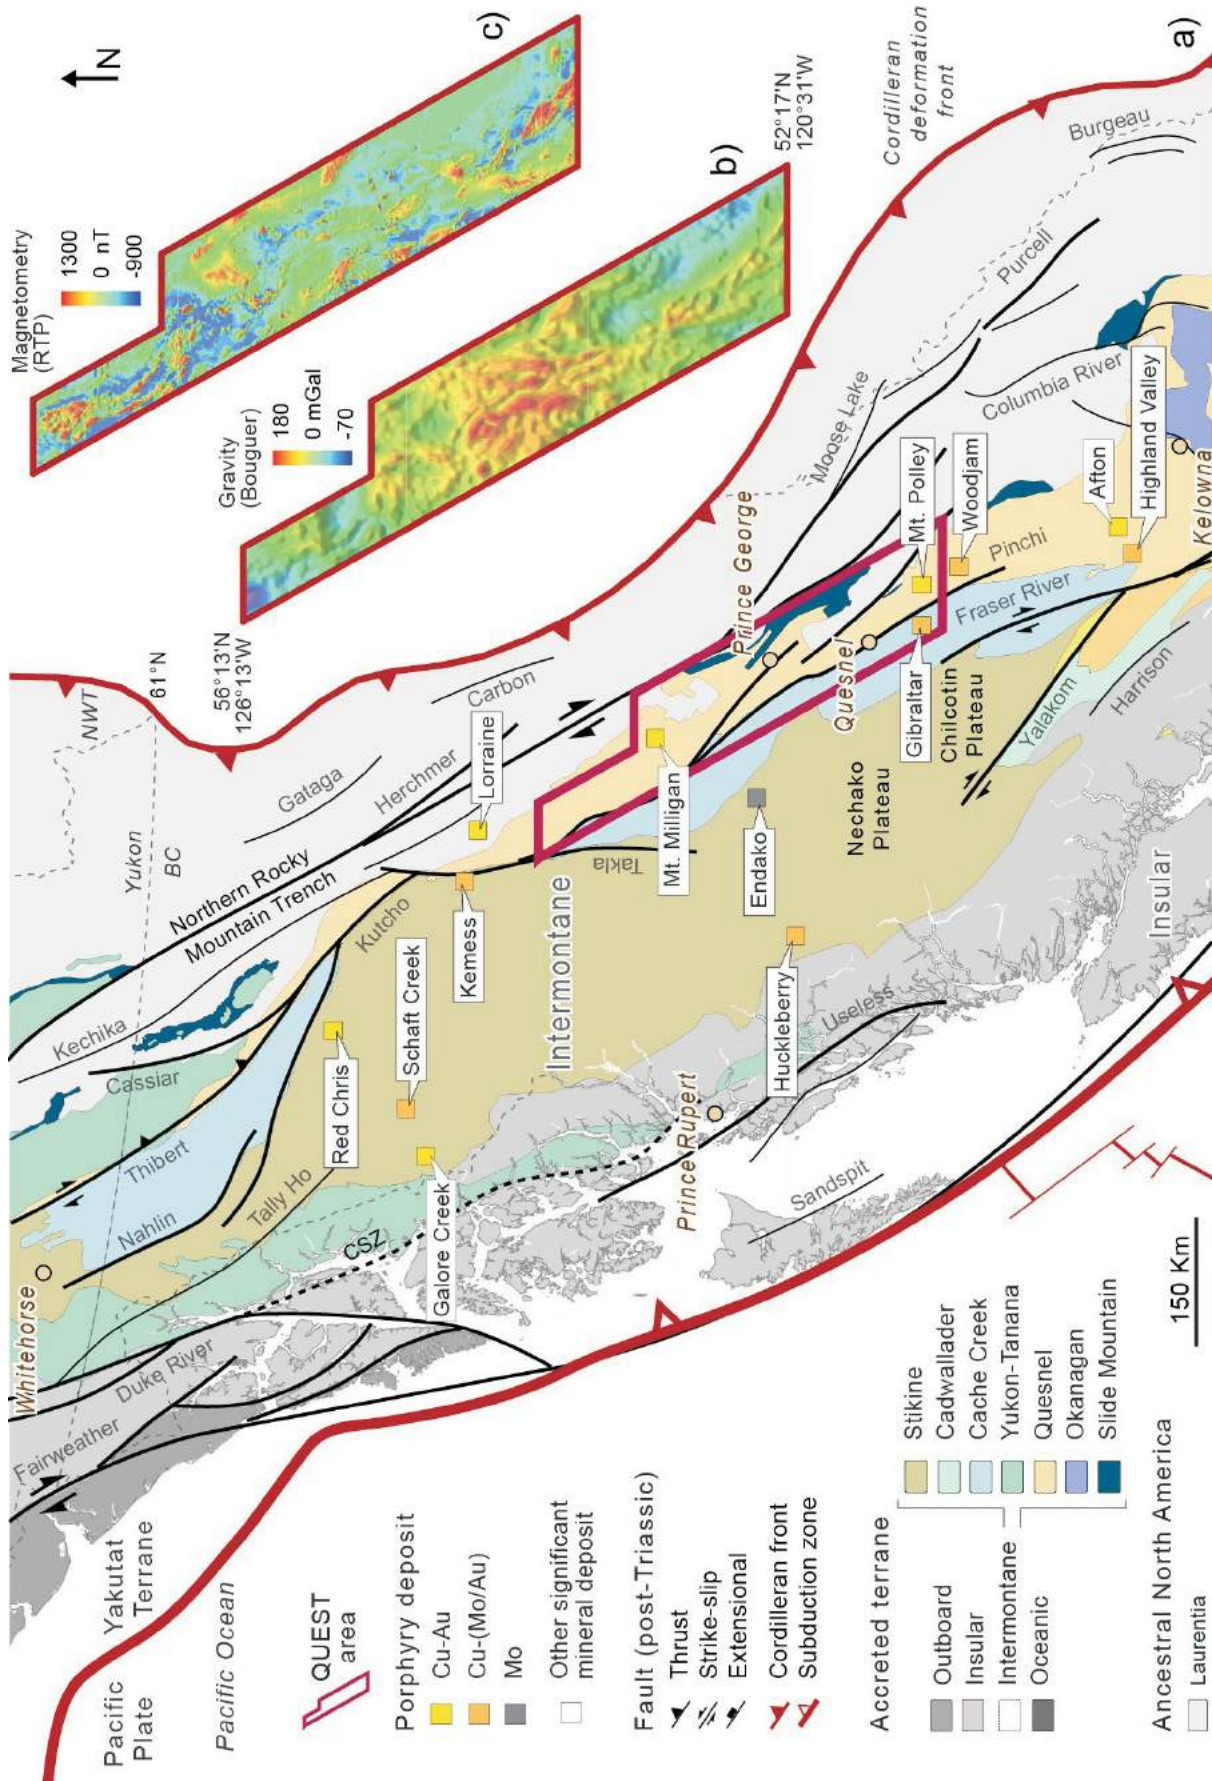 Magnetometry
(RTP)
1300
0 nT
-900
c)
N
Gravity
(Bouguer)
180
0 mGal
-70
b)
56°13'N
126°13'W
52°17'N
120°31'W
a)
Cordilleran
deformation
front
NWT
61°N
Yukon
BC
Whitehorse
Fairweather
Duke River
Nahlin
Thibert
Cassiar
Kechika
Tally Ho
CSZ
Northern Rocky
Mountain Trench
Gataga
Herchmer
Carbon
Kutcho
Takla
Red Chris
Schaft Creek
Galore Creek
Kemess
Lorraine
Intermontane
Mt. Milligan
Endako
Huckleberry
Prince Rupert
Sandspit
Useless
Insular
Nechako
Plateau
Chilcotin
Plateau
Prince George
Quesnel
Gibraltar
Mt. Polley
Woodjam
Pinchi
Fraser River
Yalakom
Harrison
Afton
Highland Valley
Kelowna
Columbia River
Moose Lake
Purcell
Burgeau
Yakutat
Terrane
Pacific
Plate
Pacific Ocean
QUEST
area
Porphyry deposit
Cu-Au
Cu-(Mo/Au)
Mo
Other significant
mineral deposit
Fault (post-Triassic)
Thrust
Strike-slip
Extensional
Cordilleran front
Subduction zone
Accreted terrane
Outboard
Insular
Intermontane
Oceanic
Stikine
Cadwallader
Cache Creek
Yukon-Tanana
Quesnel
Okanagan
Slide Mountain
Ancestral North America
Laurentia
150 Km